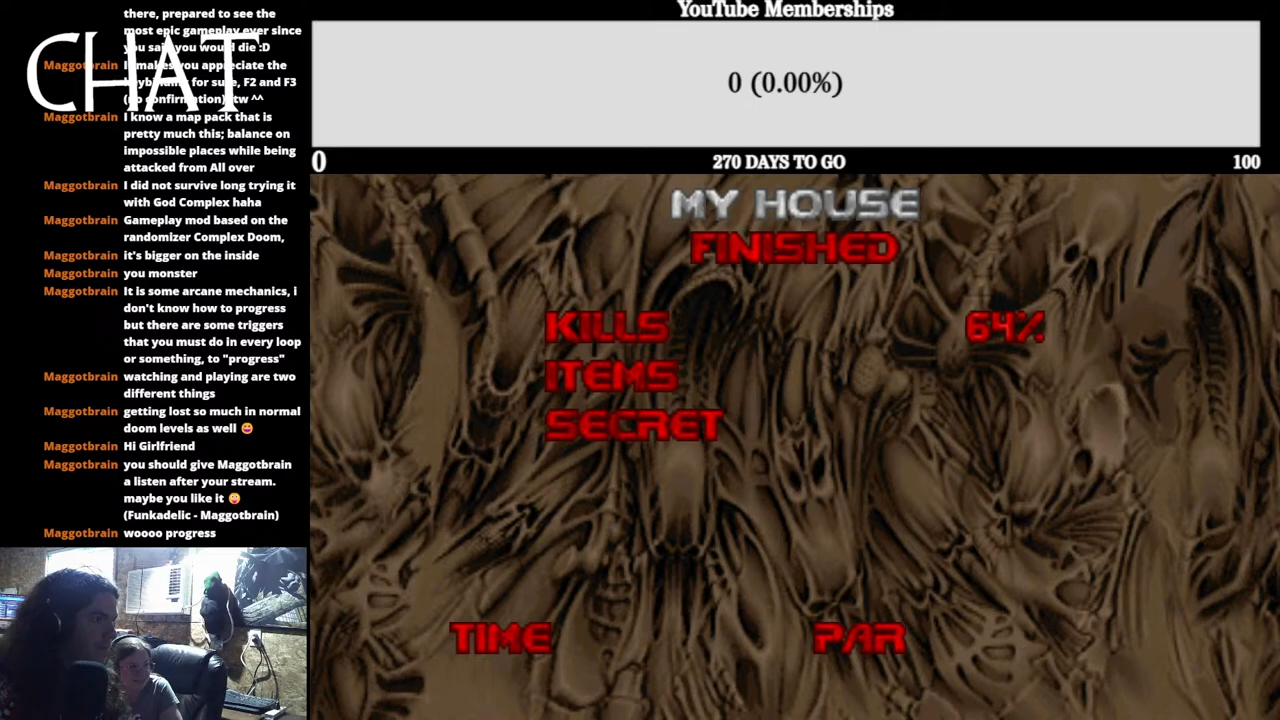 there, prepared to see the
most epic gameplay ever since
you said you would die :D
CHAT
Maggotbrain It makes you appreciate the
for sure, F2 and F3
(no confirmation) btw ^^
Maggotbrain I know a map pack that is
pretty much this; balance on
impossible places while being
attacked from All over
Maggotbrain I did not survive long trying it
with God Complex haha
Maggotbrain Gameplay mod based on the
randomizer Complex Doom,
Maggotbrain it's bigger on the inside
Maggotbrain you monster
Maggotbrain It is some arcane mechanics, i
don't know how to progress
but there are some triggers
that you must do in every loop
or something, to "progress"
Maggotbrain watching and playing are two
different things
Maggotbrain getting lost so much in normal
doom levels as well 😄
Maggotbrain Hi Girlfriend
Maggotbrain you should give Maggotbrain
a listen after your stream.
maybe you like it 😜
(Funkadelic - Maggotbrain)
Maggotbrain woooo progress
YouTube Memberships
0 (0.00%)
0 270 DAYS TO GO 100
MY HOUSE
FINISHED
KILLS 64%
ITEMS
SECRET
TIME PAR